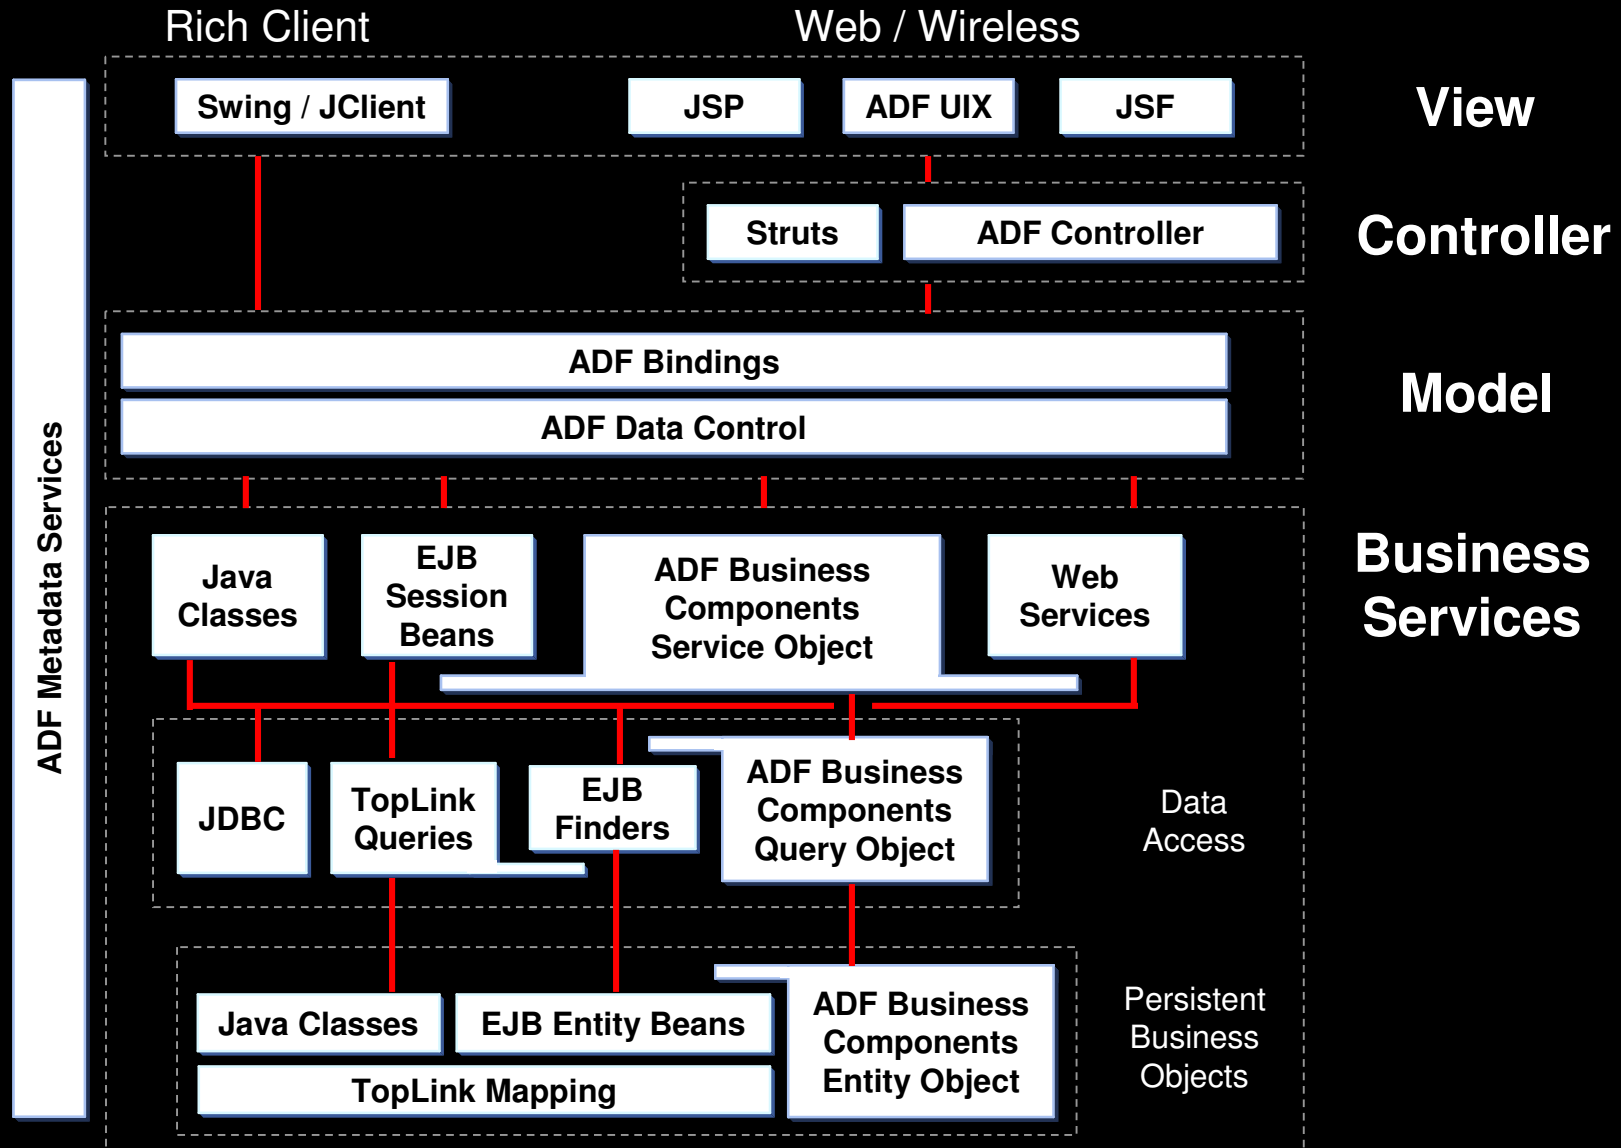 Rich Client
Web / Wireless
Swing / JClient
JSP
ADF UIX
JSF
View
Struts
ADF Controller
Controller
ADF Bindings
ADF Data Control
Model
ADF Metadata Services
Java
Classes
EJB
Session
Beans
ADF Business
Components
Service Object
Web
Services
Business
Services
JDBC
TopLink
Queries
EJB
Finders
ADF Business
Components
Query Object
Data
Access
Java Classes
EJB Entity Beans
TopLink Mapping
ADF Business
Components
Entity Object
Persistent
Business
Objects